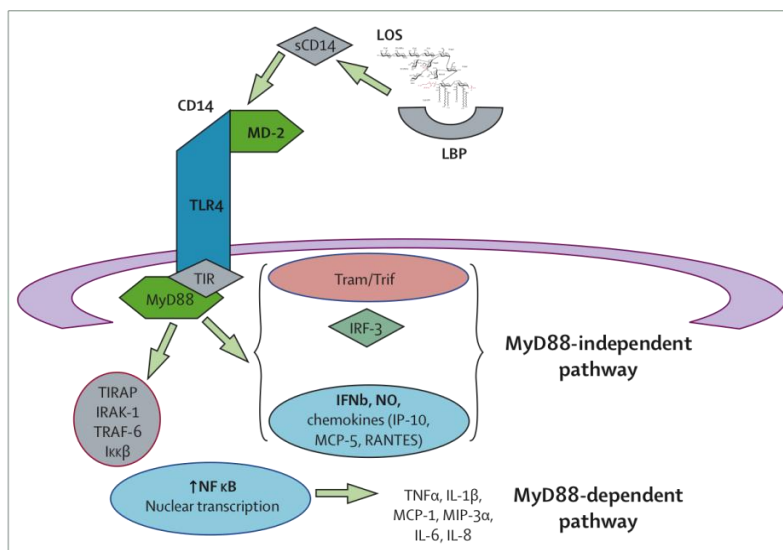 sCD14
LOS
CD14
MD-2
LBP
TLR4
TIR
MyD88
Tram/Trif
IRF-3
MyD88-independent
pathway
TIRAP
IRAK-1
TRAF-6
Iκκβ
IFNb, NO,
chemokines (IP-10,
MCP-5, RANTES)
↑NF κB
Nuclear transcription
TNFα, IL-1β,
MCP-1, MIP-3α,
IL-6, IL-8
MyD88-dependent
pathway